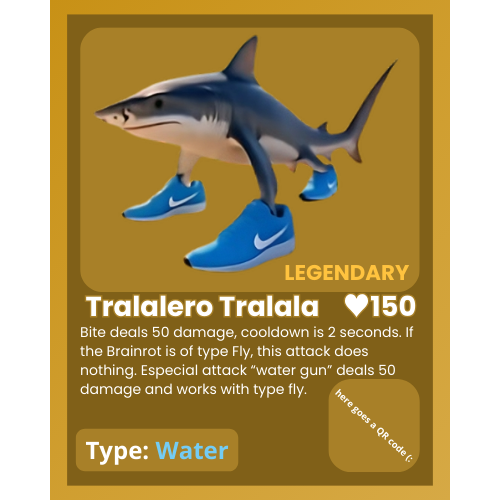 LEGENDARY
Tralalero Tralala ♥150
Bite deals 50 damage, cooldown is 2 seconds. If
the Brainrot is of type Fly, this attack does
nothing. Especial attack “water gun” deals 50
damage and works with type fly.
here goes a QR code (:
Type: Water